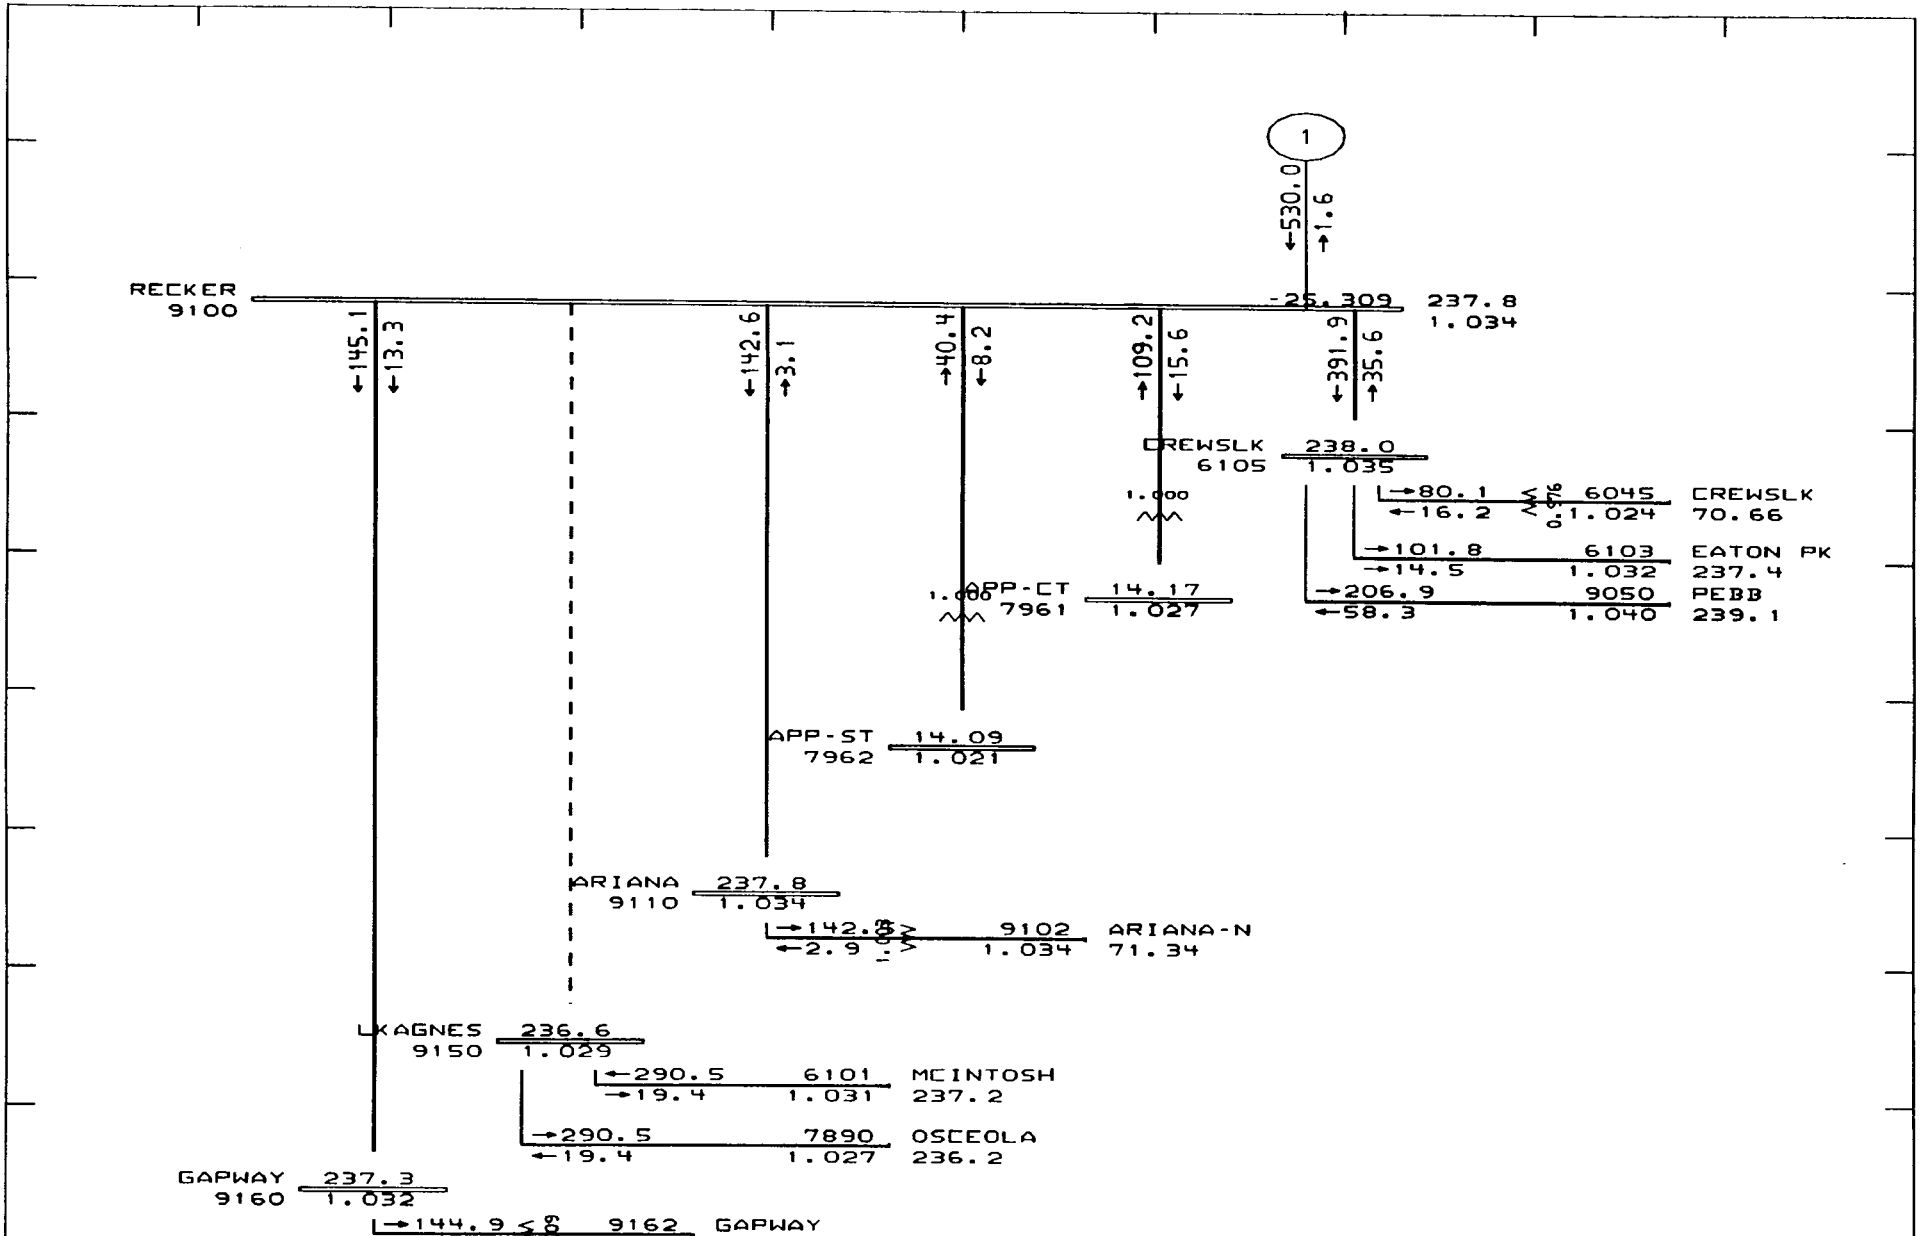 1
←530.0
→1.6
RECKER
9100
-25.309 237.8
1.034
←145.1
←13.3
←142.6
→3.1
→40.4
←8.2
→109.2
←15.6
←391.9
→35.6
CREWSLK 238.0
6105 1.035
→80.1 0.976 6045 CREWSLK
←16.2 1.024 70.66
→101.8 6103 EATON PK
→14.5 1.032 237.4
→206.9 9050 PEBB
←58.3 1.040 239.1
1.000
APP-CT 14.17
7961 1.027
1.000
APP-ST 14.09
7962 1.021
ARIANA 237.8
9110 1.034
→142. 9102 ARIANA-N
←2.9 1.034 71.34
LKAGNES 236.6
9150 1.029
←290.5 6101 MCINTOSH
→19.4 1.031 237.2
→290.5 7890 OSCEOLA
←19.4 1.027 236.2
GAPWAY 237.3
9160 1.032
→144.9 9162 GAPWAY